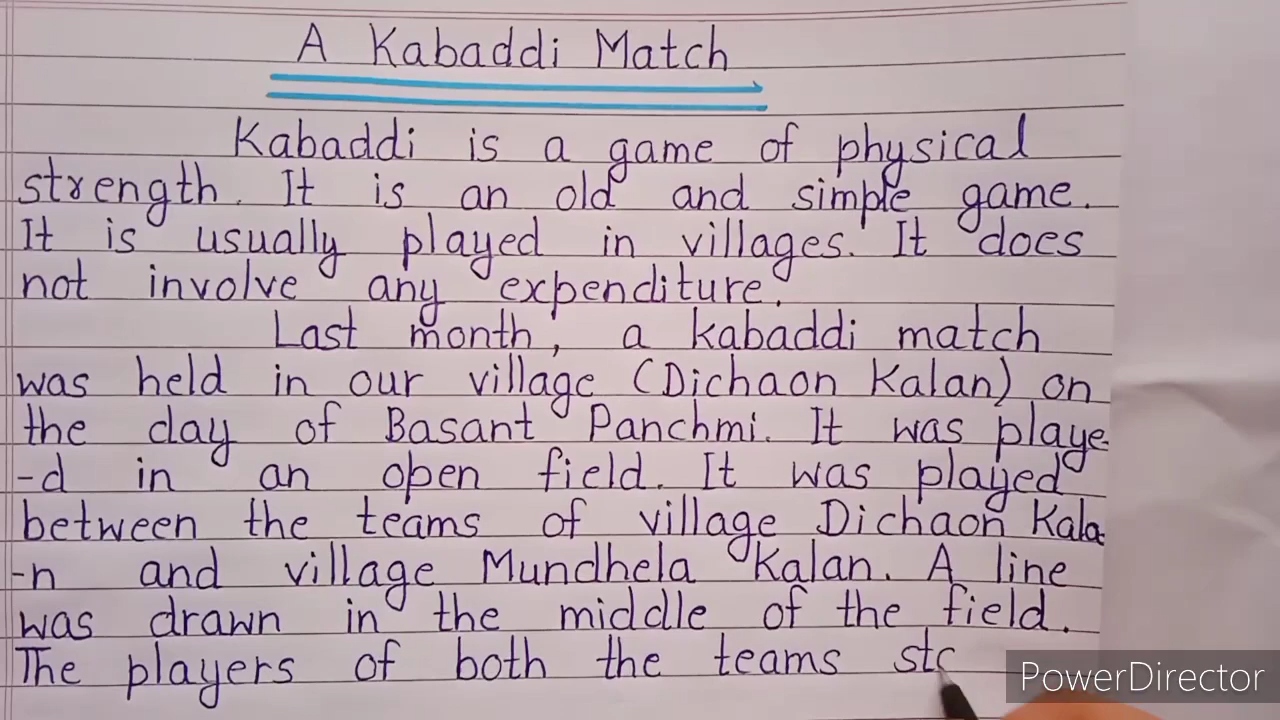 A Kabaddi Match
Kabaddi is a game of physical
strength. It is an old and simple game.
It is usually played in villages. It does
not involve any expenditure.
Last month, a kabaddi match
was held in our village (Dichaon Kalan) on
the day of Basant Panchmi. It was playe-
-d in an open field. It was played
between the teams of village Dichaon Kala-
-n and village Mundhela Kalan. A line
was drawn in the middle of the field.
The players of both the teams
PowerDirector